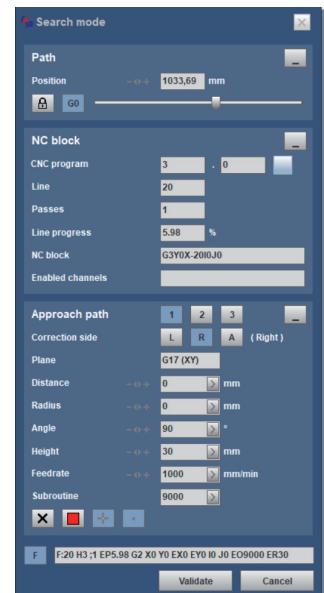 Search mode
Path
Position 1033,69 mm
G0
NC block
CNC program 3 . 0
Line 20
Passes 1
Line progress 5.98 %
NC block G3Y0X-20I0J0
Enabled channels
Approach path 1 2 3
Correction side L R A ( Right )
Plane G17 (XY)
Distance 0 mm
Radius 0 mm
Angle 90 °
Height 30 mm
Feedrate 1000 mm/min
Subroutine 9000
F F:20 H3 ;1 EP5.98 G2 X0 Y0 EX0 EY0 I0 J0 EO9000 ER30
Validate Cancel